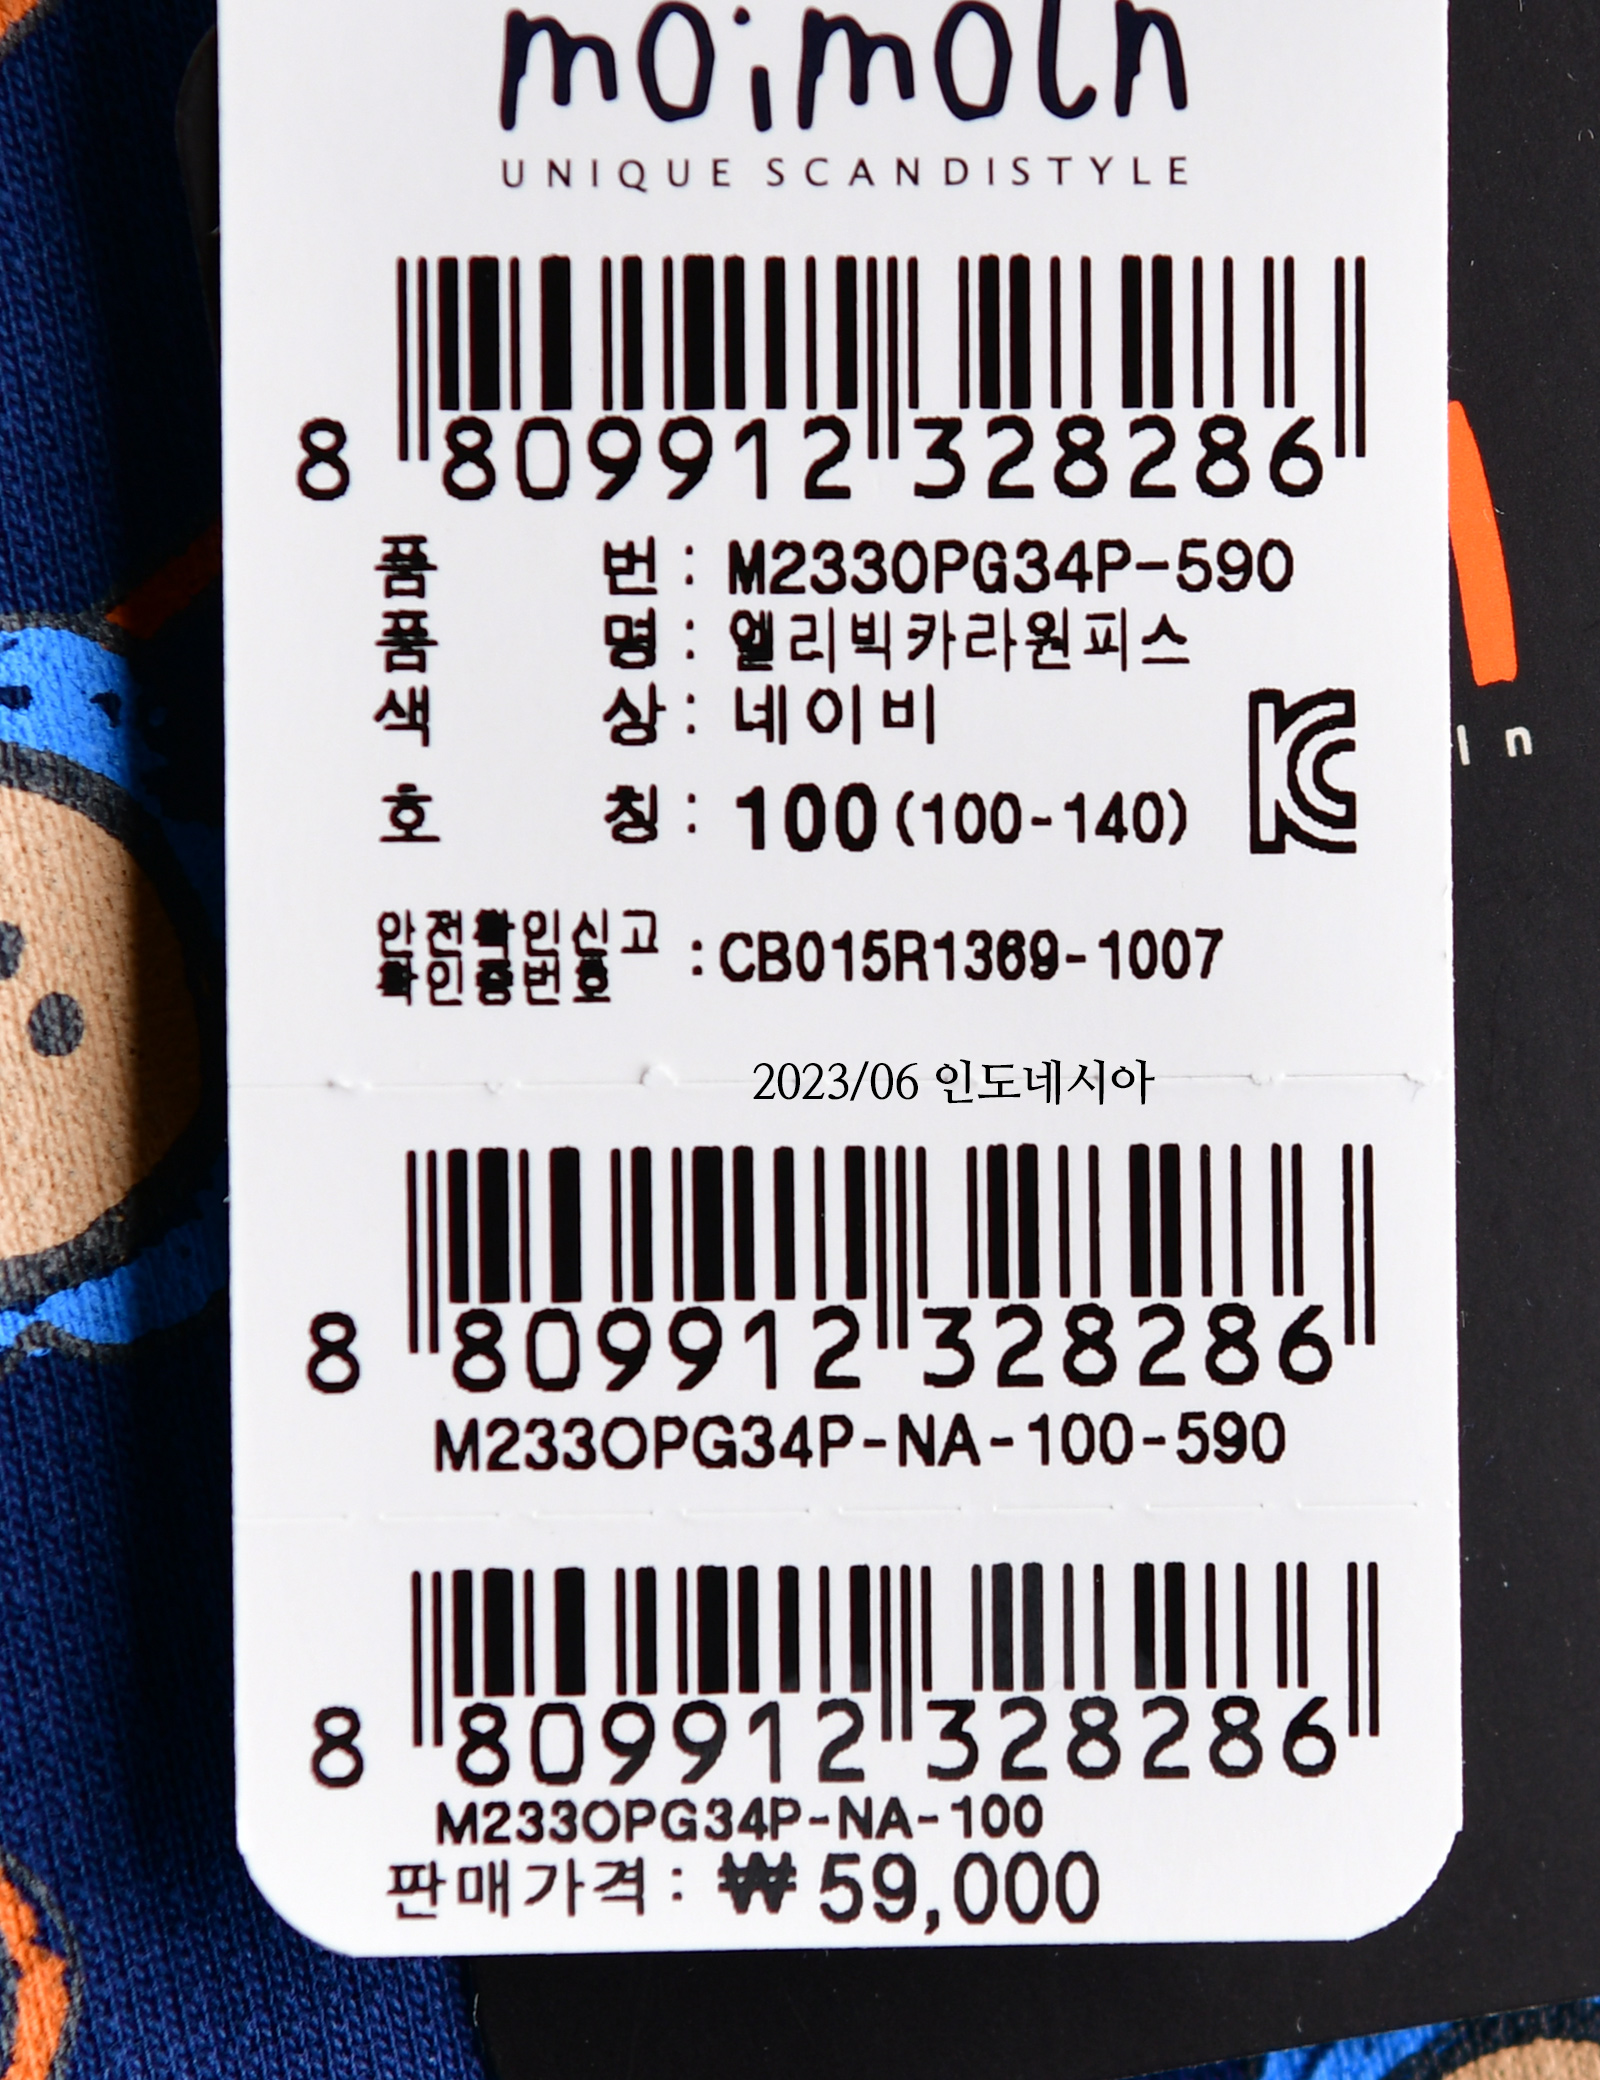 moimoln
UNIQUE SCANDISTYLE
8 809912 328286
품 번 : M233OPG34P-590
품 명 : 엘리빅카라원피스
색 상 : 네이비
호 칭 : 100 (100-140)
KC
안전확인신고
확인증번호 : CB015R1369-1007
2023/06 인도네시아
8 809912 328286
M233OPG34P-NA-100-590
8 809912 328286
M233OPG34P-NA-100
판매가격 : ₩ 59,000
ln